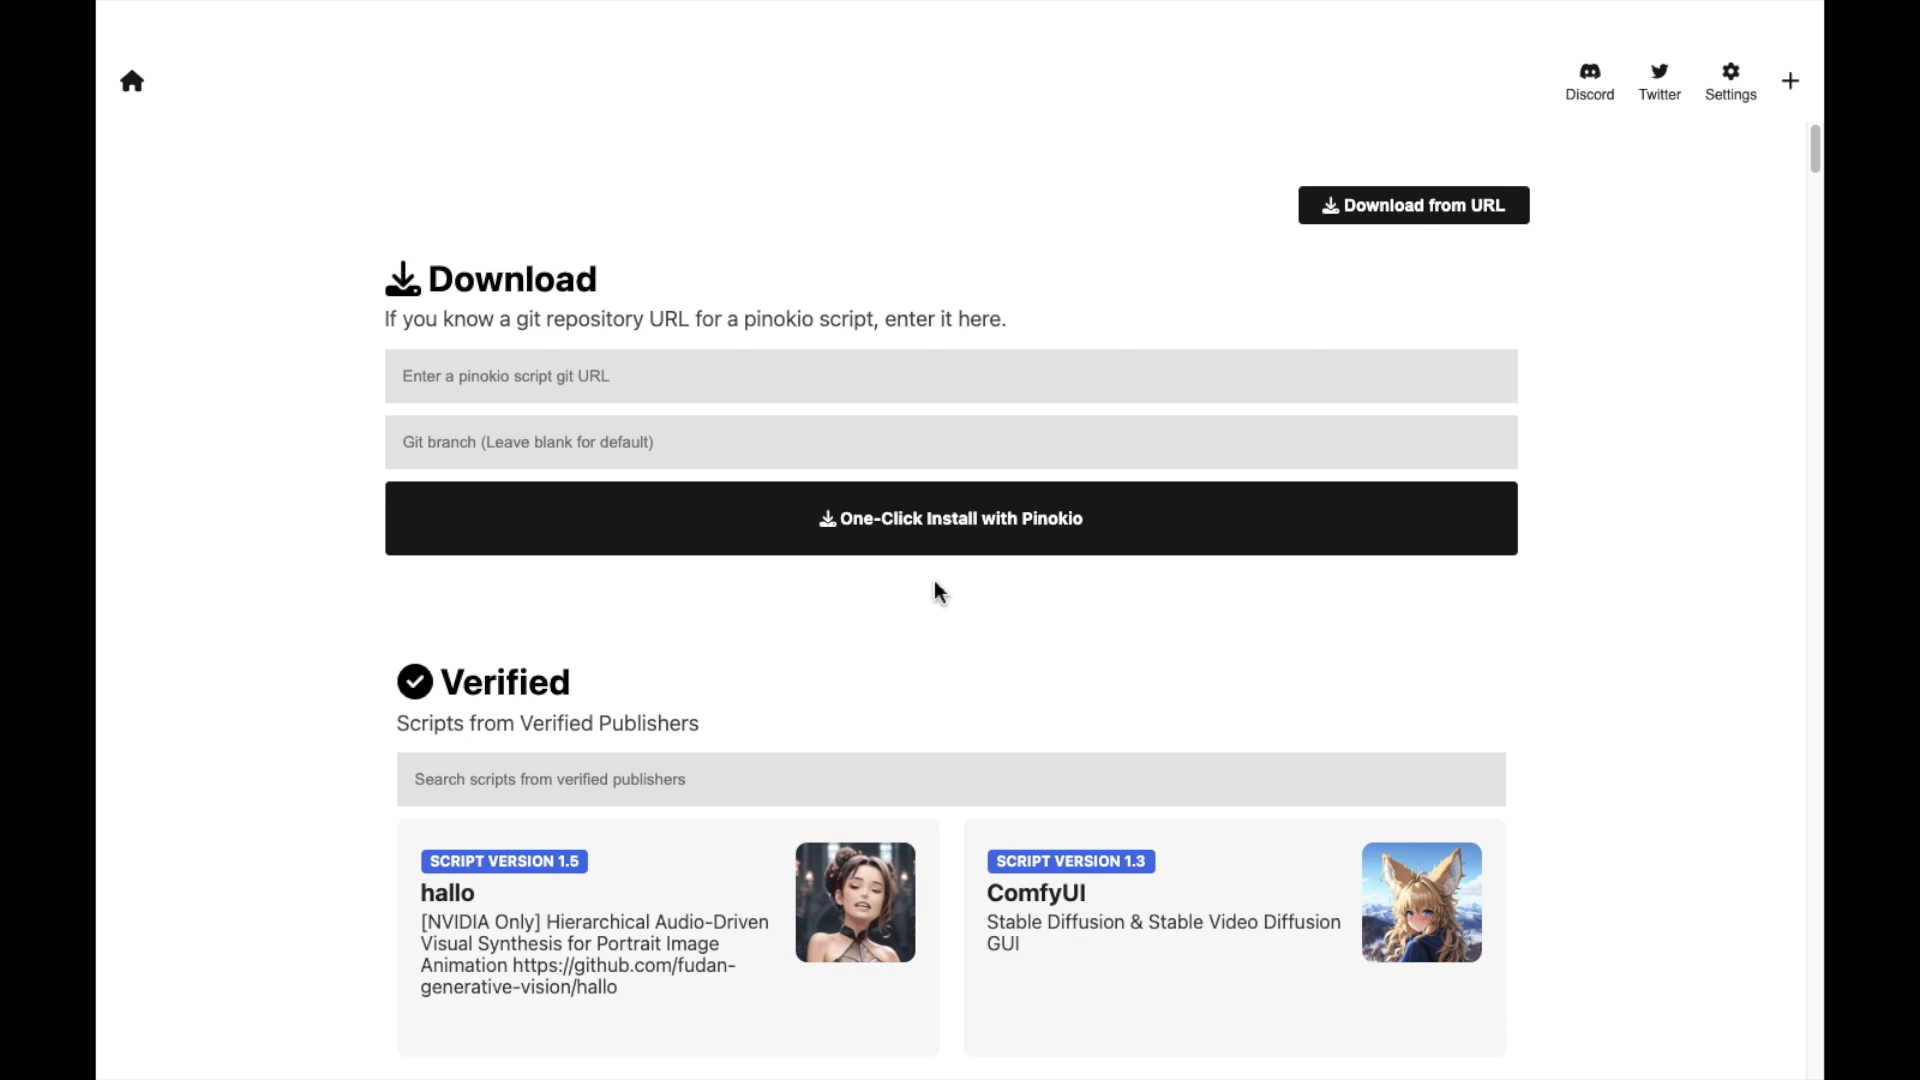 Discord
Twitter
Settings
Download from URL
Download
If you know a git repository URL for a pinokio script, enter it here.
Enter a pinokio script git URL
Git branch (Leave blank for default)
One-Click Install with Pinokio
Verified
Scripts from Verified Publishers
Search scripts from verified publishers
SCRIPT VERSION 1.5
hallo
[NVIDIA Only] Hierarchical Audio-Driven
Visual Synthesis for Portrait Image
Animation https://github.com/fudan-
generative-vision/hallo
SCRIPT VERSION 1.3
ComfyUI
Stable Diffusion & Stable Video Diffusion
GUI